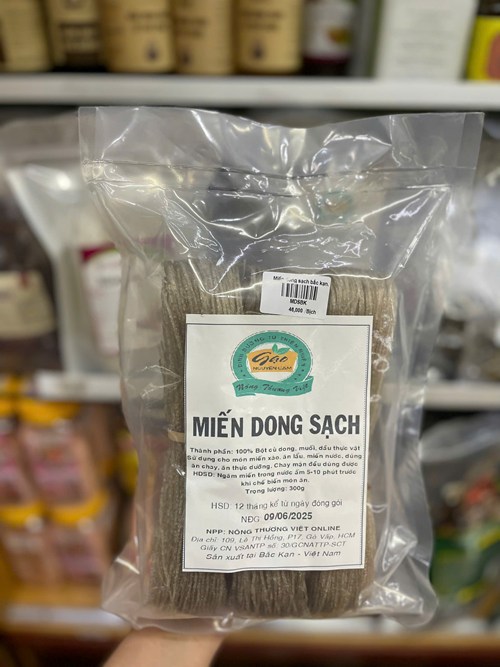 Miến dong sạch bắc kạn.
MDSBK
46,000 Bịch
Gạo
NGUYÊN CÁM
Nông Thương Việt
MIẾN DONG SẠCH
Thành phần: 100% Bột củ dong, muối, dầu thực vật
Sử dụng cho món miến xào, ăn lẩu, miến nước, dùng
ăn chay, ăn thực dưỡng. Chay mặn đều dùng được
HDSD: Ngâm miến trong nước ấm 5-10 phút trước
khi chế biến món ăn.
Trọng lượng: 300g
HSD: 12 tháng kể từ ngày đóng gói
NĐG: 09/06/2025
NPP: NÔNG THƯƠNG VIỆT ONLINE
Địa chỉ: 109, Lê Thị Hồng, P17, Gò Vấp, HCM
Giấy CN VSANTP số: 30/GCNATTP-SCT
Sản xuất tại Bắc Kạn - Việt Nam